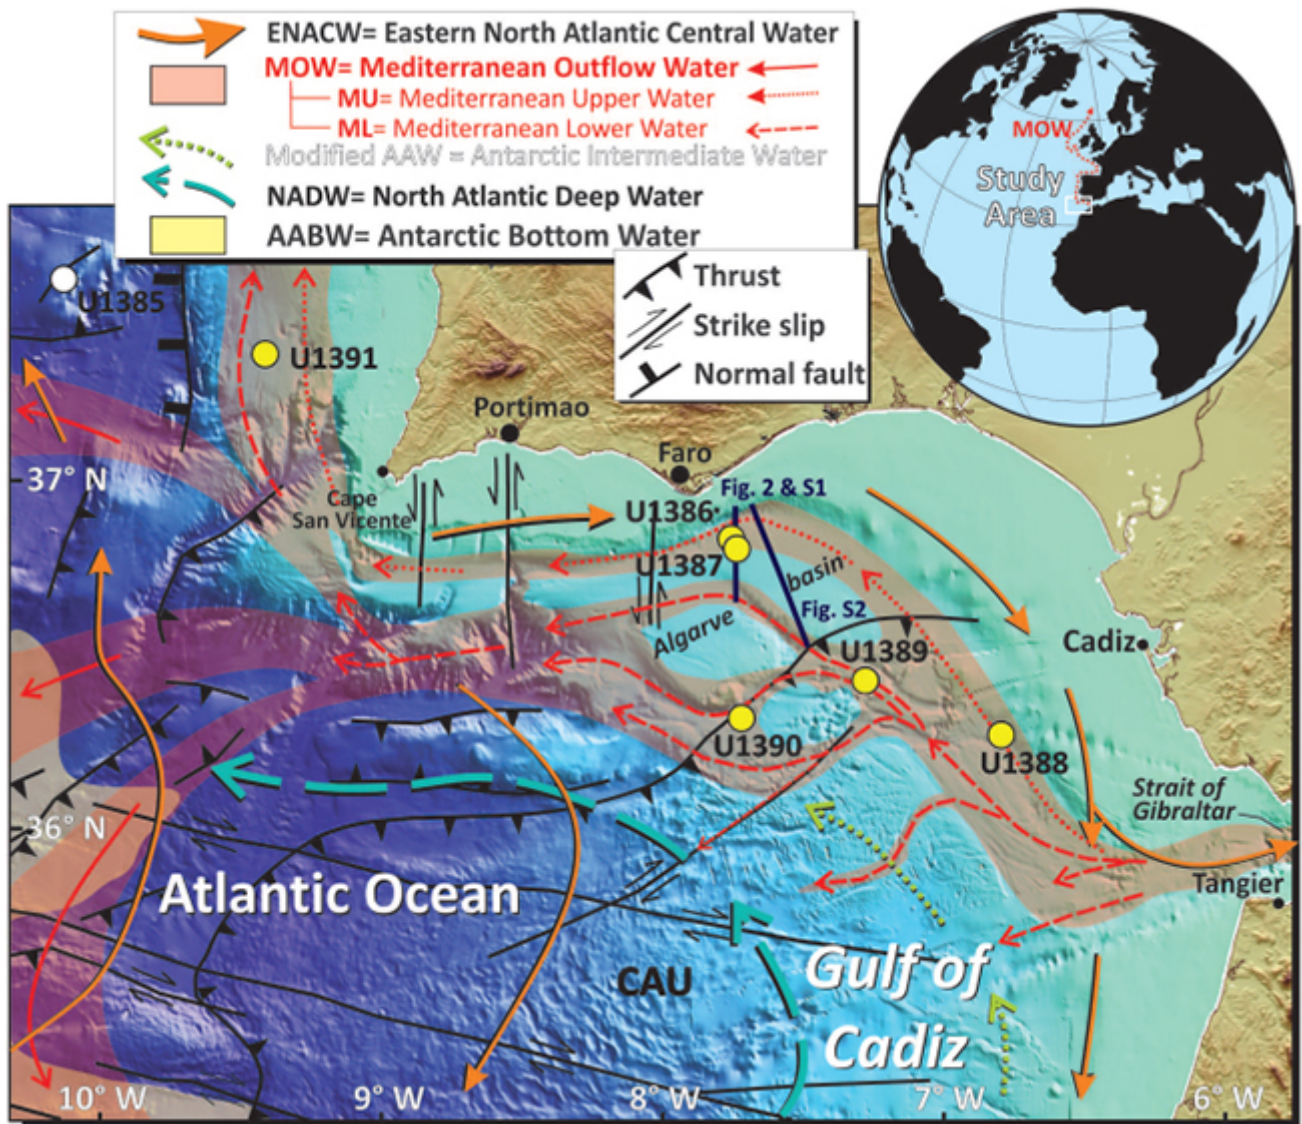 ENACW= Eastern North Atlantic Central Water
MOW= Mediterranean Outflow Water
MU= Mediterranean Upper Water
ML= Mediterranean Lower Water
Modified AAW = Antarctic Intermediate Water
NADW= North Atlantic Deep Water
AABW= Antarctic Bottom Water
MOW
Study
Area
Thrust
Strike slip
Normal fault
U1385
U1391
Portimao
Faro
37° N
Cape
San Vicente
Fig. 2 & S1
U1386
U1387
basin
Fig. S2
Algarve
U1389
Cadiz
U1390
U1388
Strait of
Gibraltar
36° N
Atlantic Ocean
Tangier
CAU
Gulf of
Cadiz
10° W
9° W
8° W
7° W
6° W